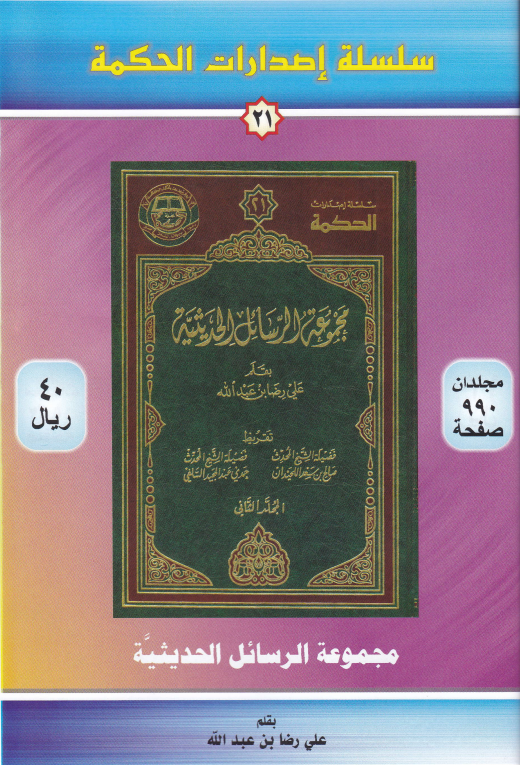 سلسلة إصدارات الحكمة
٢١
سلسلة إصدارات
الحكمة
٢١
مجموعة الرسائل الحديثية
بقلم
علي رضا بن عبد الله
تقريظ
فضيلة الشيخ المحدث
صالح بن سعد اللحيدان
فضيلة الشيخ المحدث
حمدي عبد المجيد السلفي
المجلد الثاني
مجلدان
٩٩٠
صفحة
٤٠
ريال
مجموعة الرسائل الحديثيَّة
بقلم
علي رضا بن عبد الله